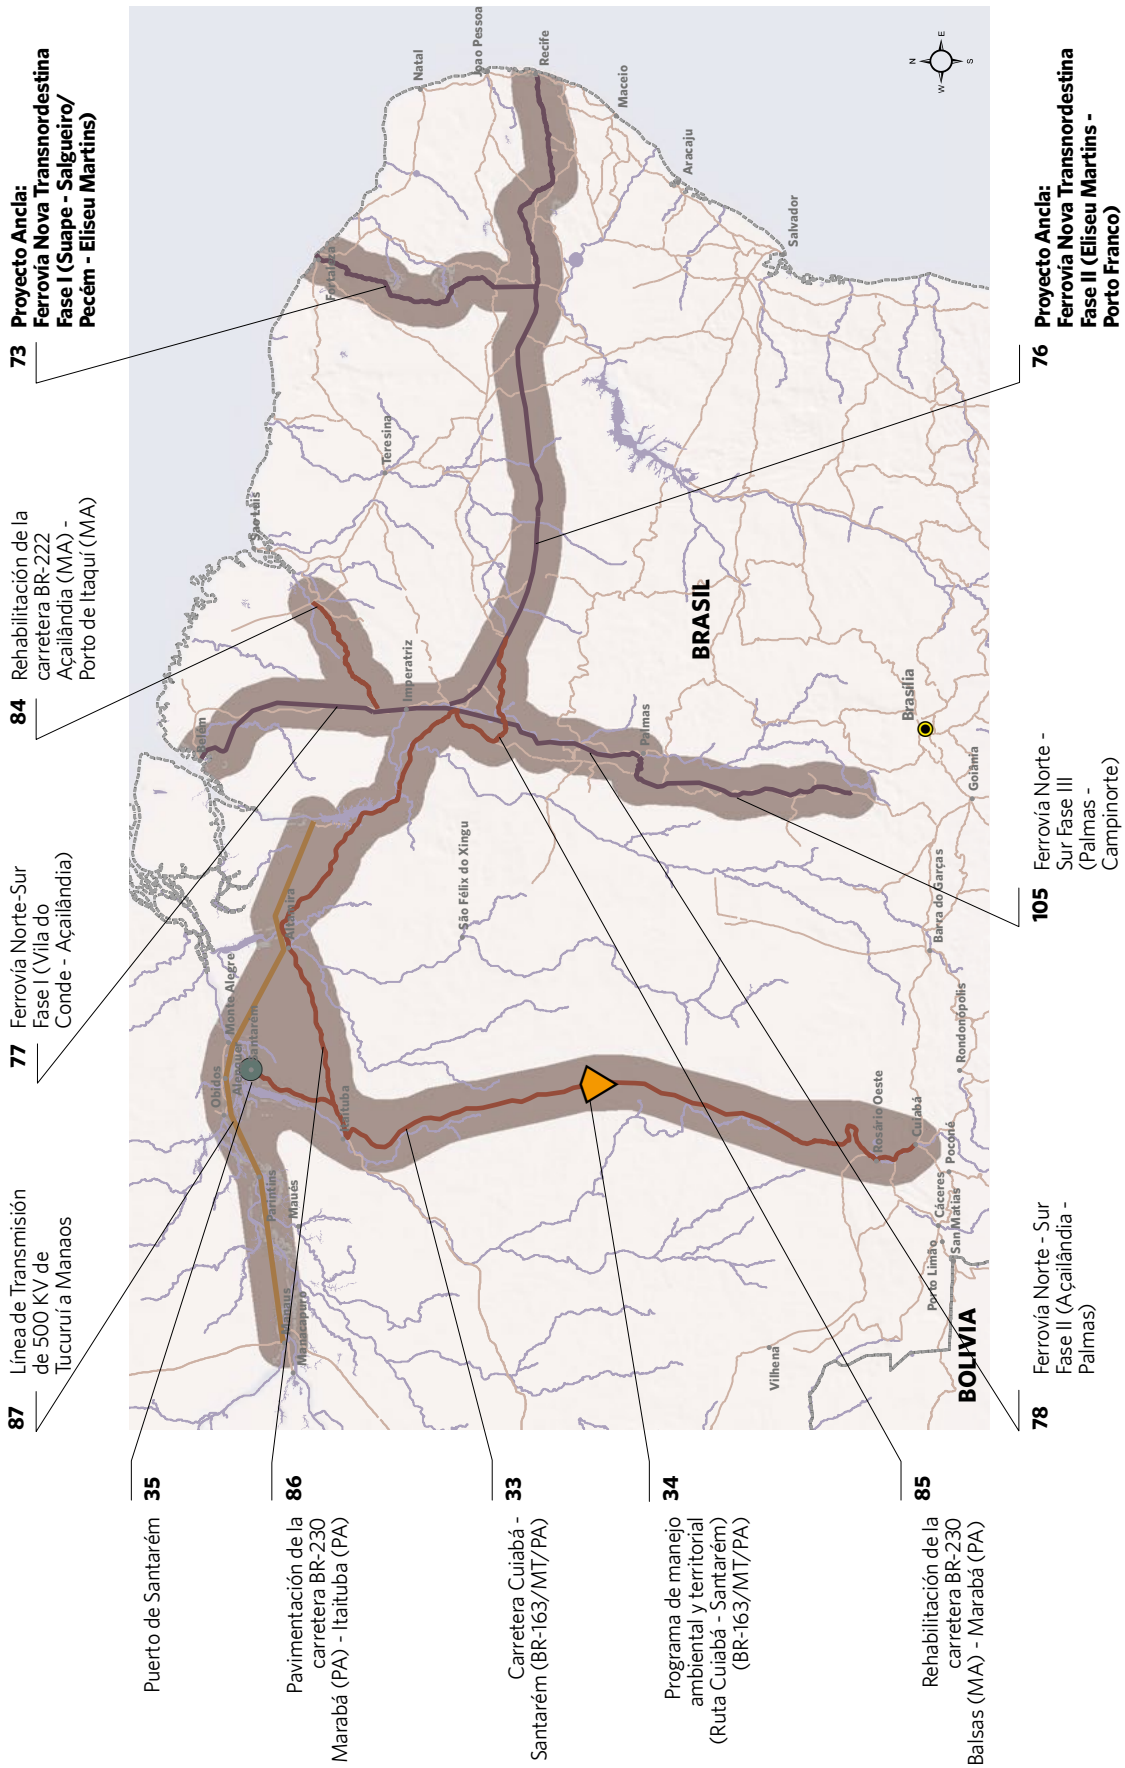 87
Línea de Transmisión
de 500 KV de
Tucuruí a Manaos
77
Ferrovía Norte-Sur
Fase I (Vila do
Conde - Açailândia)
84
Rehabilitación de la
carretera BR-222
Açailândia (MA) -
Porto de Itaquí (MA)
73
Proyecto Ancla:
Ferrovía Nova Transnordestina
Fase I (Suape - Salgueiro/
Pecém - Eliseu Martins)
Puerto de Santarém
35
Pavimentación de la
carretera BR-230
Marabá (PA) - Itaituba (PA)
86
Carretera Cuiabá -
Santarém (BR-163/MT/PA)
33
Programa de manejo
ambiental y territorial
(Ruta Cuiabá - Santarém)
(BR-163/MT/PA)
34
Rehabilitación de la
carretera BR-230
Balsas (MA) - Marabá (PA)
85
Belém
Sao Luis
Fortaleza
Natal
Joao Pessoa
Recife
Maceio
Aracaju
Salvador
Teresina
Imperatriz
Obidos
Alenquer
Monte Alegre
Santarém
Altamira
Parintins
Maués
Manaus
Manacapuro
Itaituba
São Félix do Xingu
Palmas
BRASIL
Brasília
Goiânia
Barra do Garças
Rondonópolis
Rosário Oeste
Cuiabá
Poconé
Cáceres
San Matías
Porto Limão
Vilhena
BOLIVIA
N
E
S
W
78
Ferrovía Norte - Sur
Fase II (Açailândia -
Palmas)
105
Ferrovía Norte -
Sur Fase III
(Palmas -
Campinorte)
76
Proyecto Ancla:
Ferrovía Nova Transnordestina
Fase II (Eliseu Martins -
Porto Franco)